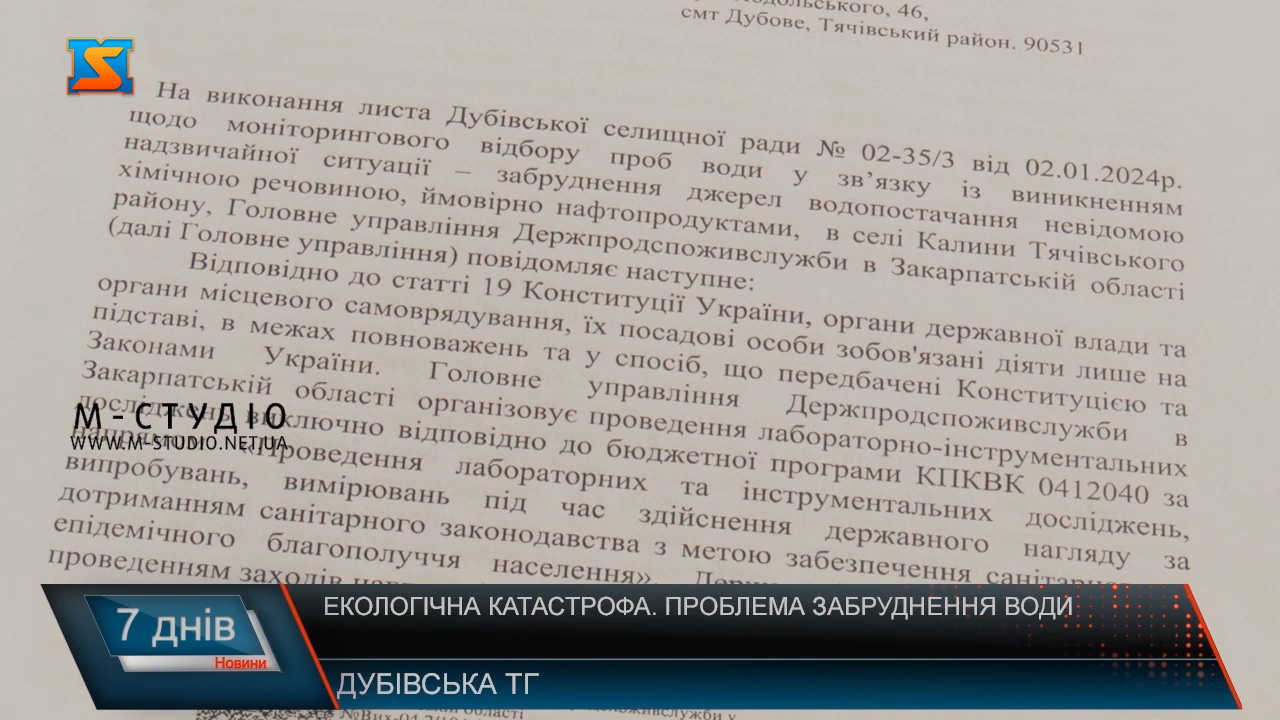 одольського, 46,
смт Дубове, Тячівський район. 90531
На виконання листа Дубівської селищної ради № 02-35/3 від 02.01.2024р.
щодо моніторингового відбору проб води у зв’язку із виникненням
надзвичайної ситуації – забруднення джерел водопостачання невідомою
хімічною речовиною, ймовірно нафтопродуктами, в селі Калини Тячівського
району, Головне управління Держпродспоживслужби в Закарпатській області
(далі Головне управління) повідомляє наступне:
Відповідно до статті 19 Конституції України, органи державної влади та
органи місцевого самоврядування, їх посадові особи зобов'язані діяти лише на
підставі, в межах повноважень та у спосіб, що передбачені Конституцією та
Законами України. Головне управління Держпродспоживслужби в
Закарпатській області організовує проведення лабораторно-інструментальних
досліджень виключно відповідно до бюджетної програми КПКВК 0412040 за
«Проведення лабораторних та інструментальних досліджень,
випробувань, вимірювань під час здійснення державного нагляду за
дотриманням санітарного законодавства з метою забезпечення
епідемічного благополуччя населення».
проведенням заходів
М-СТУДІО
WWW.M-STUDIO.NET.UA
7 днів
Новини
ЕКОЛОГІЧНА КАТАСТРОФА. ПРОБЛЕМА ЗАБРУДНЕННЯ ВОДИ
ДУБІВСЬКА ТГ